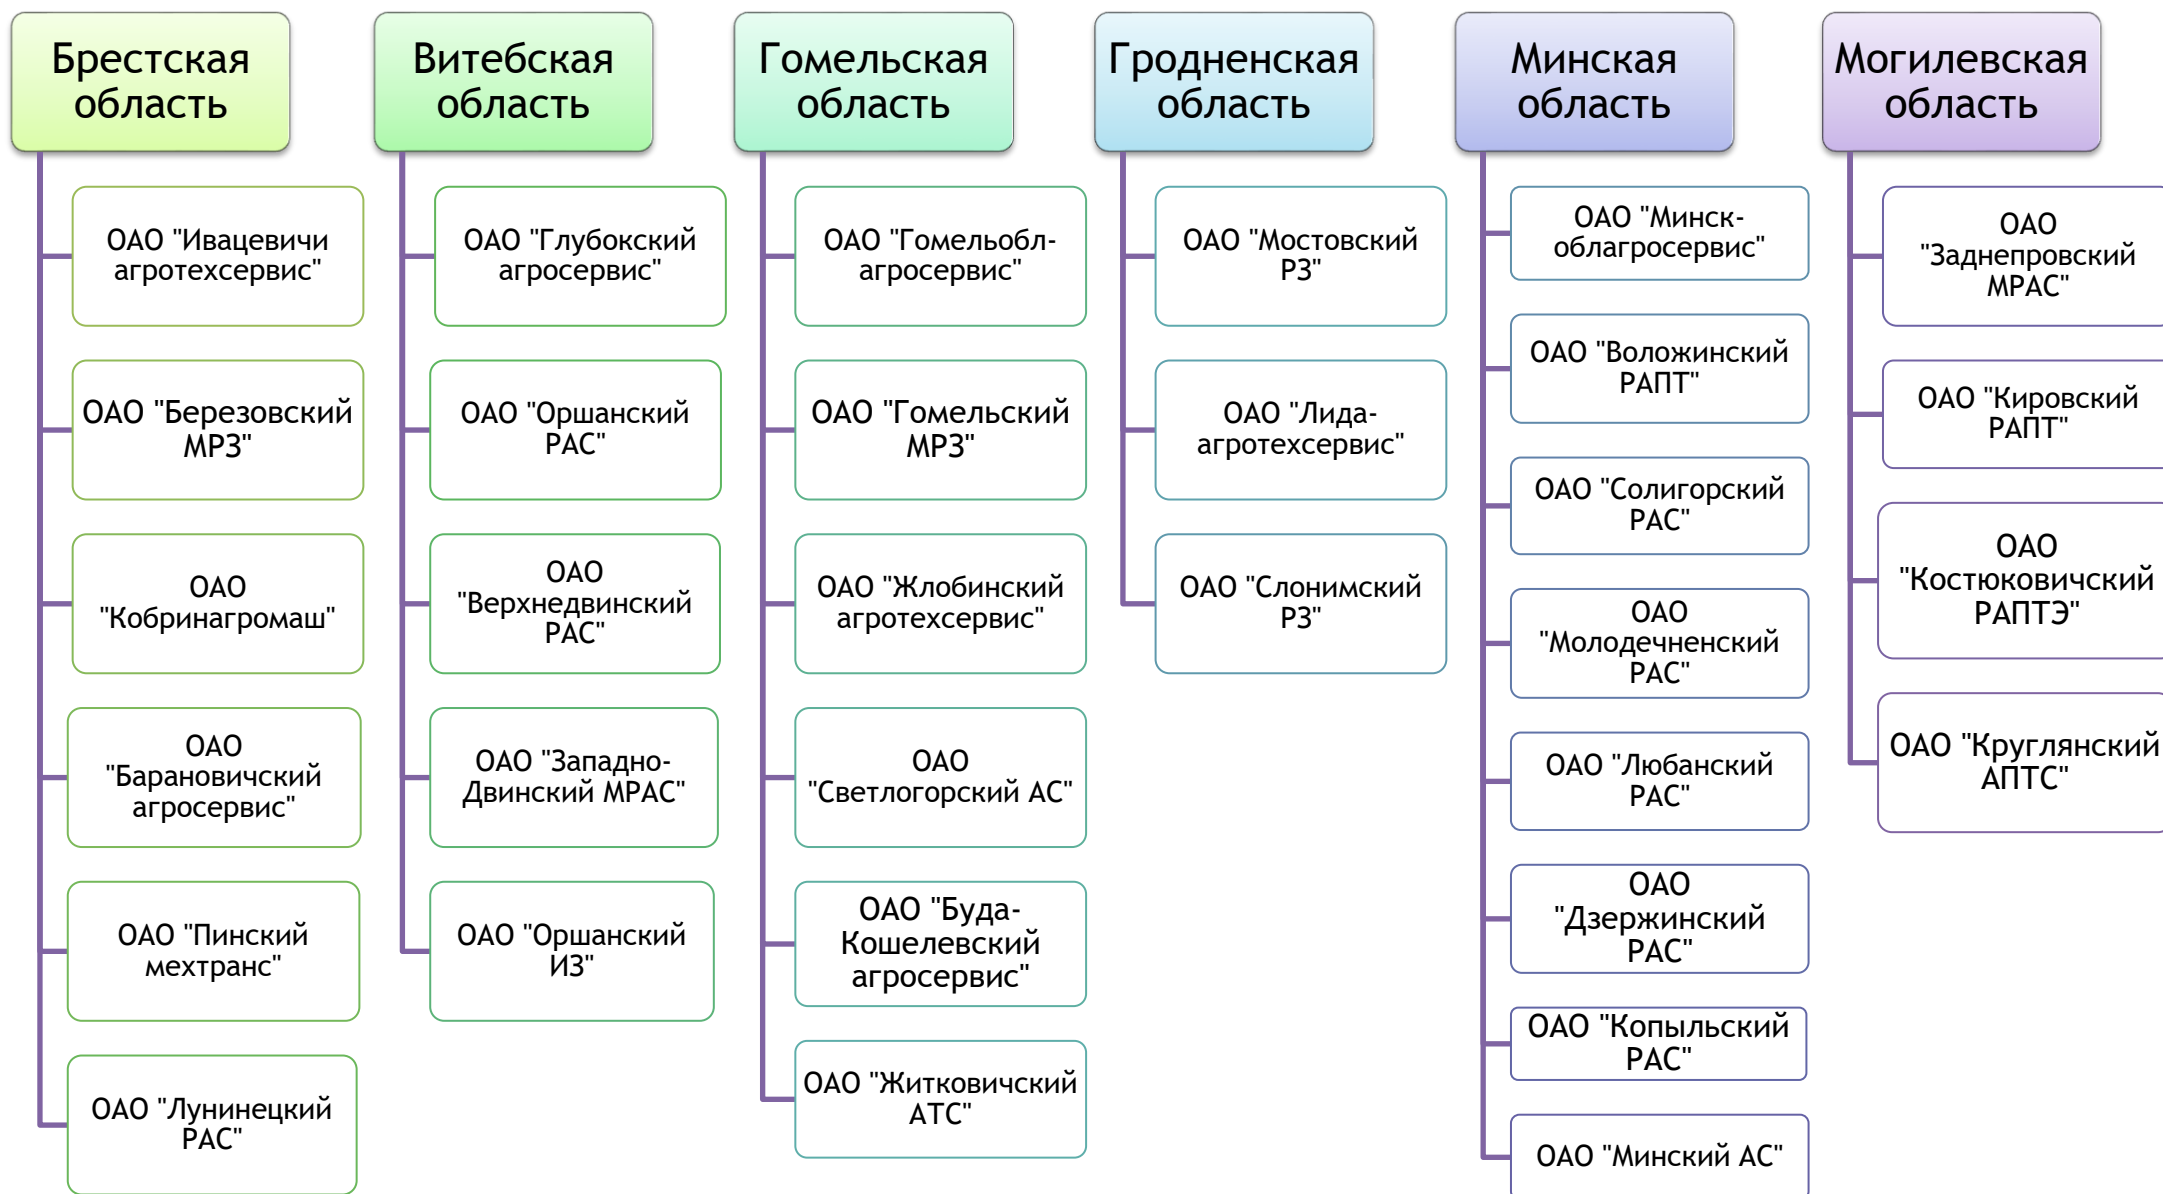 Брестская
область
ОАО "Ивацевичи
агротехсервис"
ОАО "Березовский
МРЗ"
ОАО
"Кобринагромаш"
ОАО
"Барановичский
агросервис"
ОАО "Пинский
мехтранс"
ОАО "Лунинецкий
РАС"
Витебская
область
ОАО "Глубокский
агросервис"
ОАО "Оршанский
РАС"
ОАО
"Верхнедвинский
РАС"
ОАО "Западно-
Двинский МРАС"
ОАО "Оршанский
ИЗ"
Гомельская
область
ОАО "Гомельобл-
агросервис"
ОАО "Гомельский
МРЗ"
ОАО "Жлобинский
агротехсервис"
ОАО
"Светлогорский АС"
ОАО "Буда-
Кошелевский
агросервис"
ОАО "Житковичский
АТС"
Гродненская
область
ОАО "Мостовский
РЗ"
ОАО "Лида-
агротехсервис"
ОАО "Слонимский
РЗ"
Минская
область
ОАО "Минск-
облагросервис"
ОАО "Воложинский
РАПТ"
ОАО "Солигорский
РАС"
ОАО
"Молодечненский
РАС"
ОАО "Любанский
РАС"
ОАО
"Дзержинский
РАС"
ОАО "Копыльский
РАС"
ОАО "Минский АС"
Могилевская
область
ОАО
"Заднепровский
МРАС"
ОАО "Кировский
РАПТ"
ОАО
"Костюковичский
РАПТЭ"
ОАО "Круглянский
АПТС"